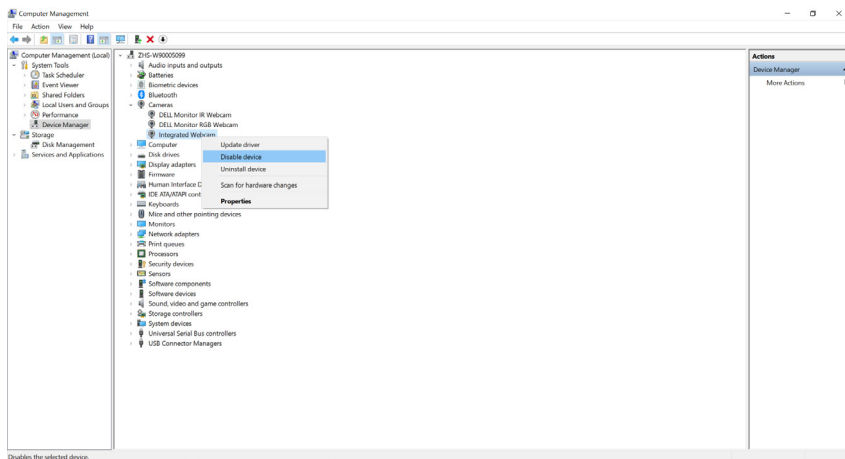 Computer Management
File Action View Help
Computer Management (Local)
System Tools
Task Scheduler
Event Viewer
Shared Folders
Local Users and Groups
Performance
Device Manager
Storage
Disk Management
Services and Applications
ZHS-W90005099
Audio inputs and outputs
Batteries
Biometric devices
Bluetooth
Cameras
DELL Monitor IR Webcam
DELL Monitor RGB Webcam
Integrated Webcam
Computer
Disk drives
Display adapters
Firmware
Human Interface D
IDE ATA/ATAPI cont
Keyboards
Mice and other pointing devices
Monitors
Network adapters
Print queues
Processors
Security devices
Sensors
Software components
Software devices
Sound, video and game controllers
Storage controllers
System devices
Universal Serial Bus controllers
USB Connector Managers
Update driver
Disable device
Uninstall device
Scan for hardware changes
Properties
Actions
Device Manager
More Actions
Disables the selected device.